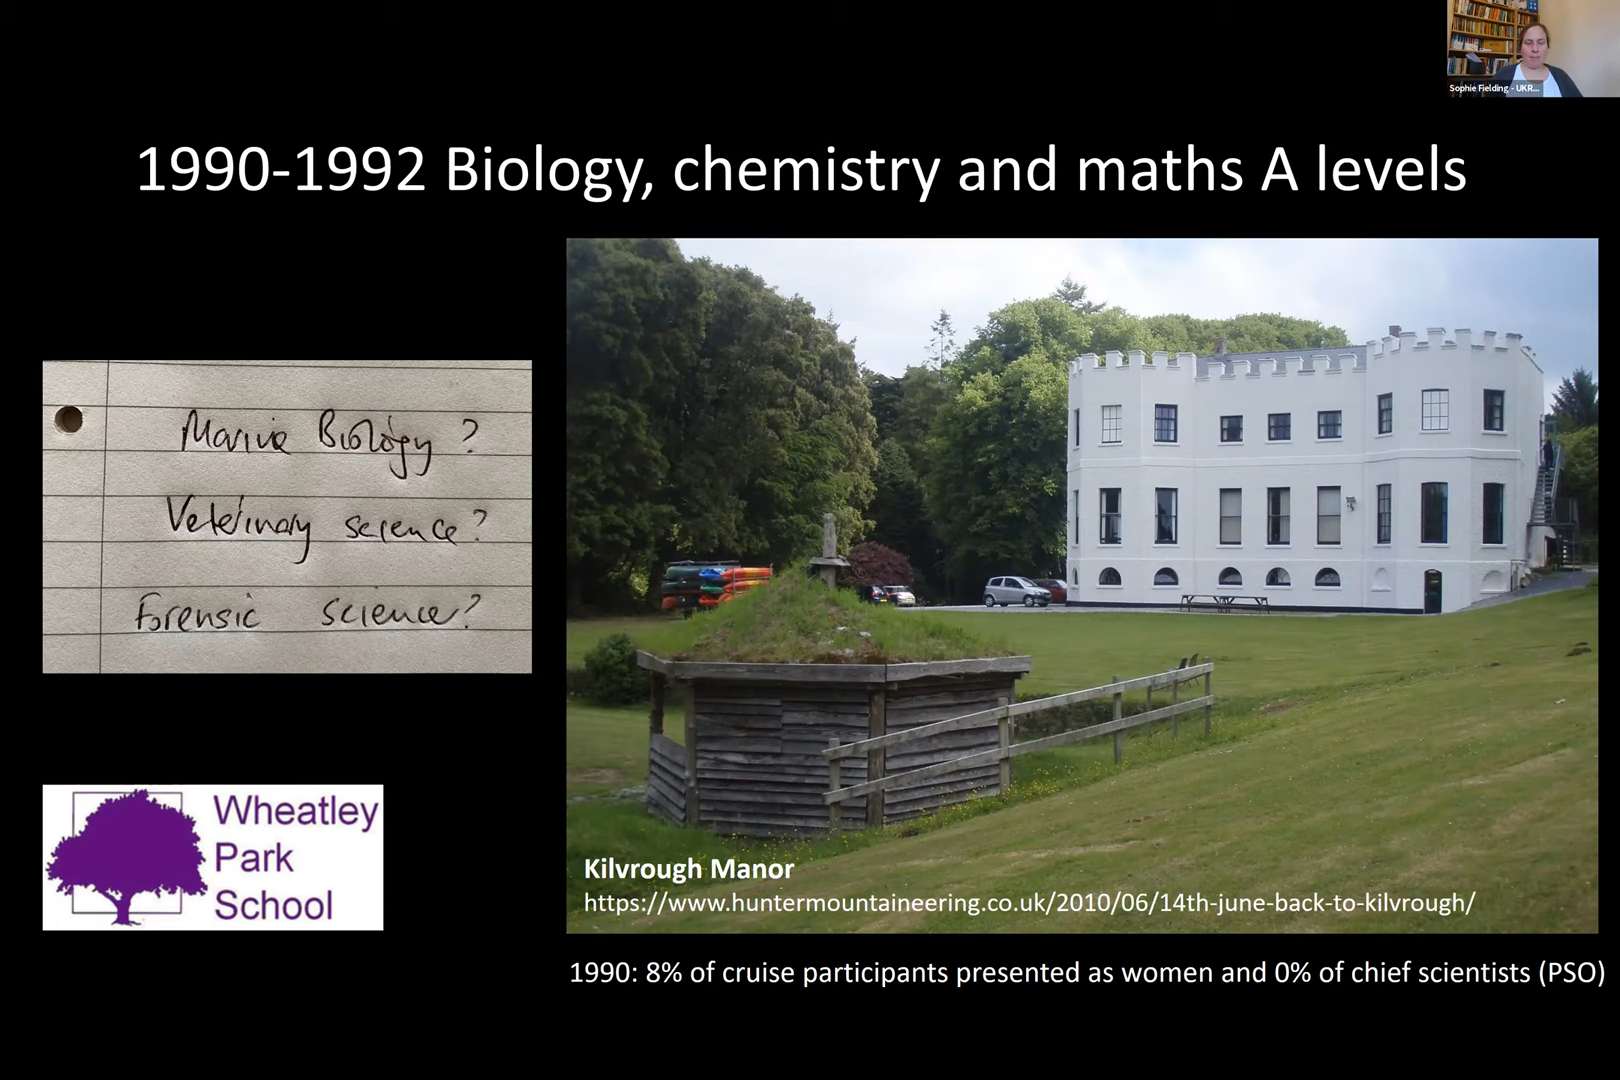 Sophie Fielding - UKR...
1990-1992 Biology, chemistry and maths A levels
Marine Biology ?
Veterinary science?
Forensic science?
Wheatley
Park
School
Kilvrough Manor
https://www.huntermountaineering.co.uk/2010/06/14th-june-back-to-kilvrough/
1990: 8% of cruise participants presented as women and 0% of chief scientists (PSO)